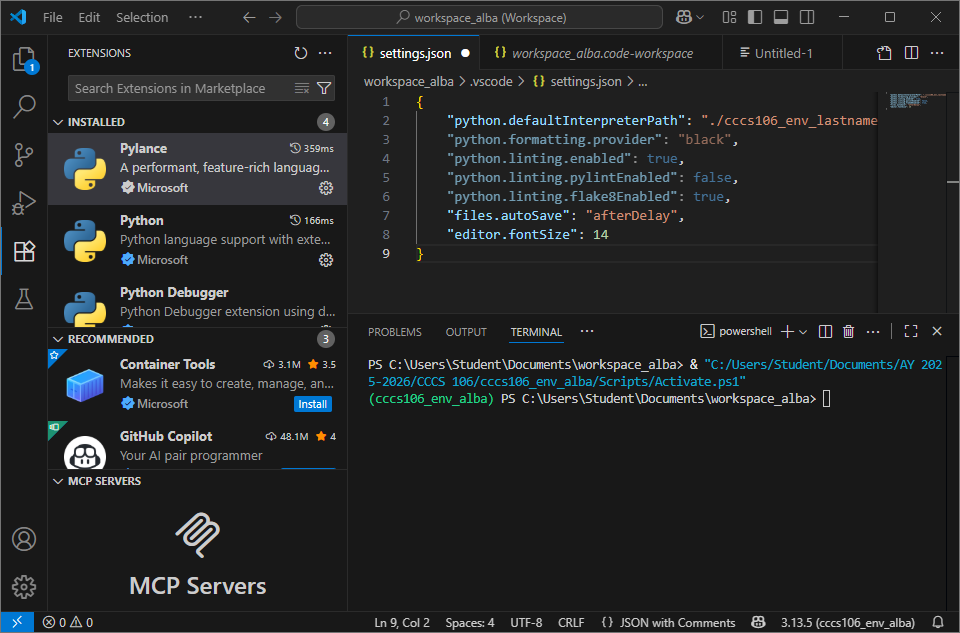 File Edit Selection ··· workspace_alba (Workspace)
1
EXTENSIONS
Search Extensions in Marketplace
INSTALLED 4
Pylance 359ms
A performant, feature-rich languag...
Microsoft
Python 166ms
Python language support with exte...
Microsoft
Python Debugger
Python Debugger extension using d...
RECOMMENDED 3
Container Tools 3.1M 3.5
Makes it easy to create, manage, an...
Microsoft Install
GitHub Copilot 48.1M 4
Your AI pair programmer
MCP SERVERS
MCP Servers
{} settings.json ● {} workspace_alba.code-workspace Untitled-1
workspace_alba > .vscode > {} settings.json > ...
1 {
2 "python.defaultInterpreterPath": "./cccs106_env_lastname
3 "python.formatting.provider": "black",
4 "python.linting.enabled": true,
5 "python.linting.pylintEnabled": false,
6 "python.linting.flake8Enabled": true,
7 "files.autoSave": "afterDelay",
8 "editor.fontSize": 14
9 }
PROBLEMS OUTPUT TERMINAL ··· powershell
PS C:\Users\Student\Documents\workspace_alba> & "C:/Users/Student/Documents/AY 202
5-2026/CCCS 106/cccs106_env_alba/Scripts/Activate.ps1"
(cccs106_env_alba) PS C:\Users\Student\Documents\workspace_alba>
0 0 Ln 9, Col 2 Spaces: 4 UTF-8 CRLF {} JSON with Comments 3.13.5 (cccs106_env_alba)